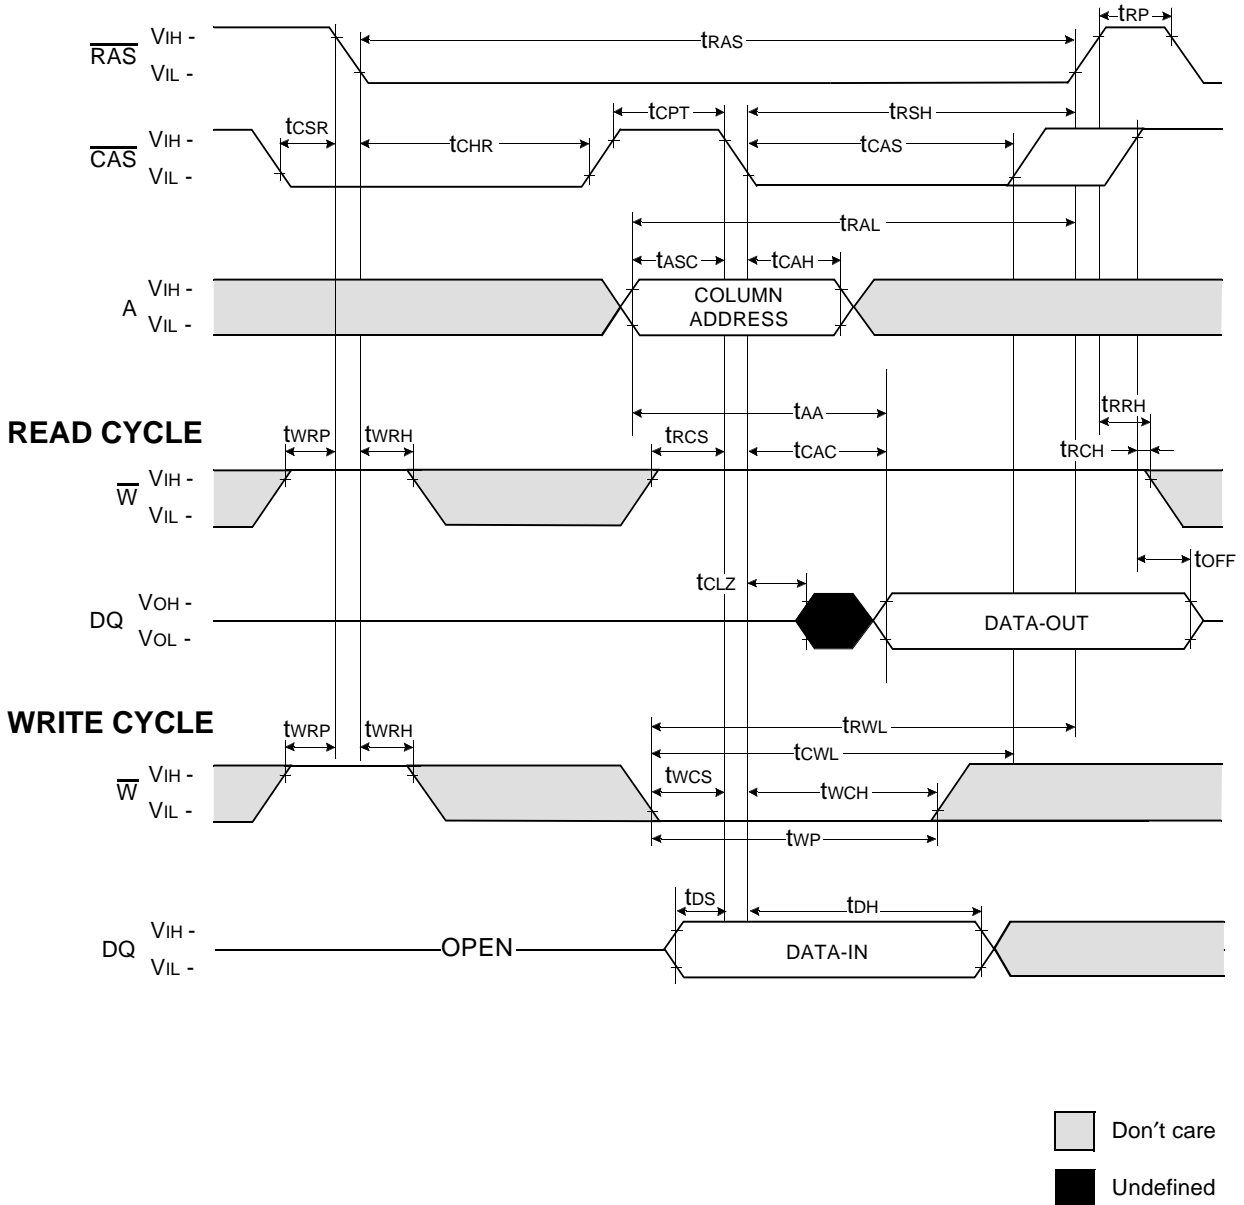 tRP
RAS VIH -
tRAS
VIL -
tCPT tRSH
tCSR
CAS VIH -
tCHR tCAS
VIL -
tRAL
tASC tCAH
A VIH -
COLUMN
VIL -
ADDRESS
tAA tRRH
READ CYCLE
tWRP tWRH tRCS tCAC tRCH
W VIH -
VIL -
tCLZ tOFF
DQ VOH -
DATA-OUT
VOL -
WRITE CYCLE
tWRP tWRH tRWL
tCWL
W VIH -
tWCS tWCH
VIL -
tWP
tDS tDH
DQ VIH -
OPEN DATA-IN
VIL -
Don′t care
Undefined